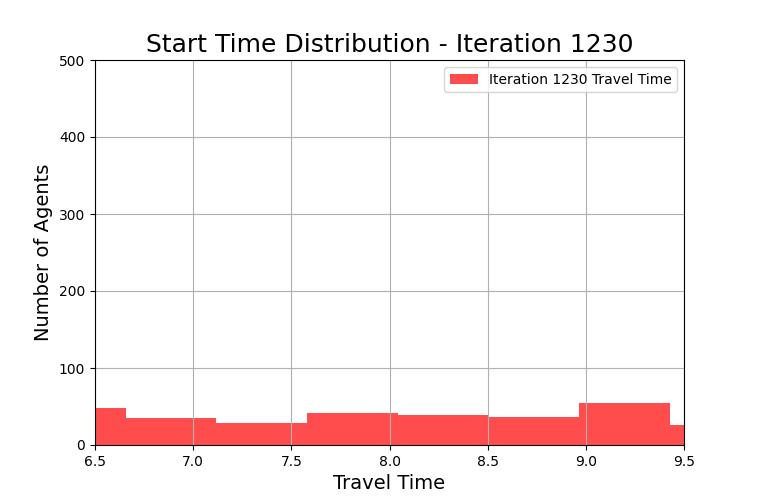 Start Time Distribution - Iteration 1230
Iteration 1230 Travel Time
Number of Agents
500
400
300
200
100
0
6.5 7.0 7.5 8.0 8.5 9.0 9.5
Travel Time